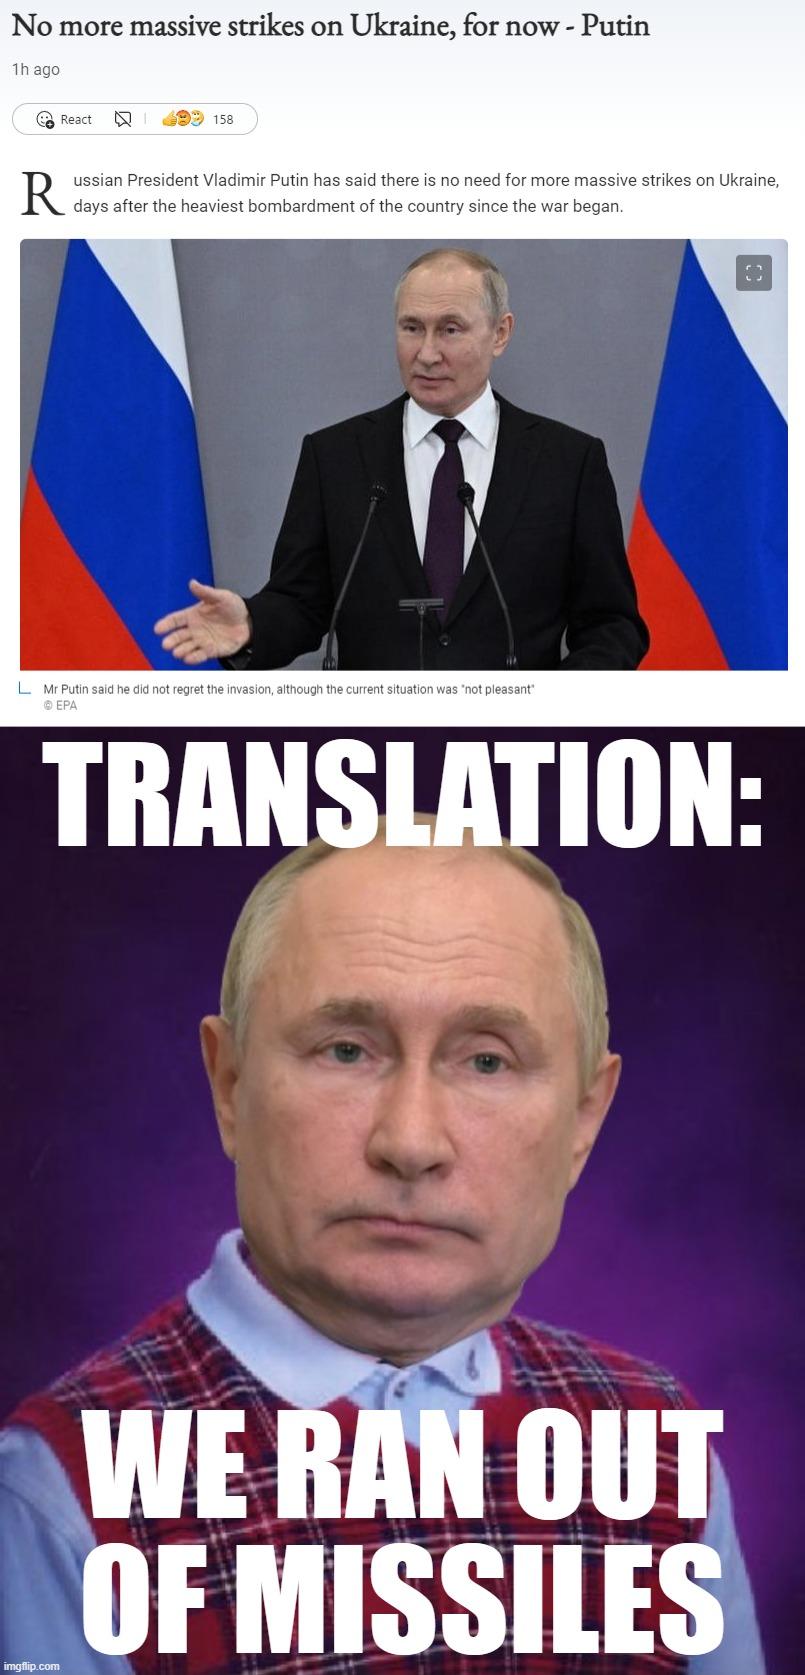 No more massive strikes on Ukraine, for now - Putin
1h ago
React 158
Russian President Vladimir Putin has said there is no need for more massive strikes on Ukraine,
days after the heaviest bombardment of the country since the war began.
Mr Putin said he did not regret the invasion, although the current situation was "not pleasant"
© EPA
TRANSLATION:
WE RAN OUT
OF MISSILES
imgflip.com